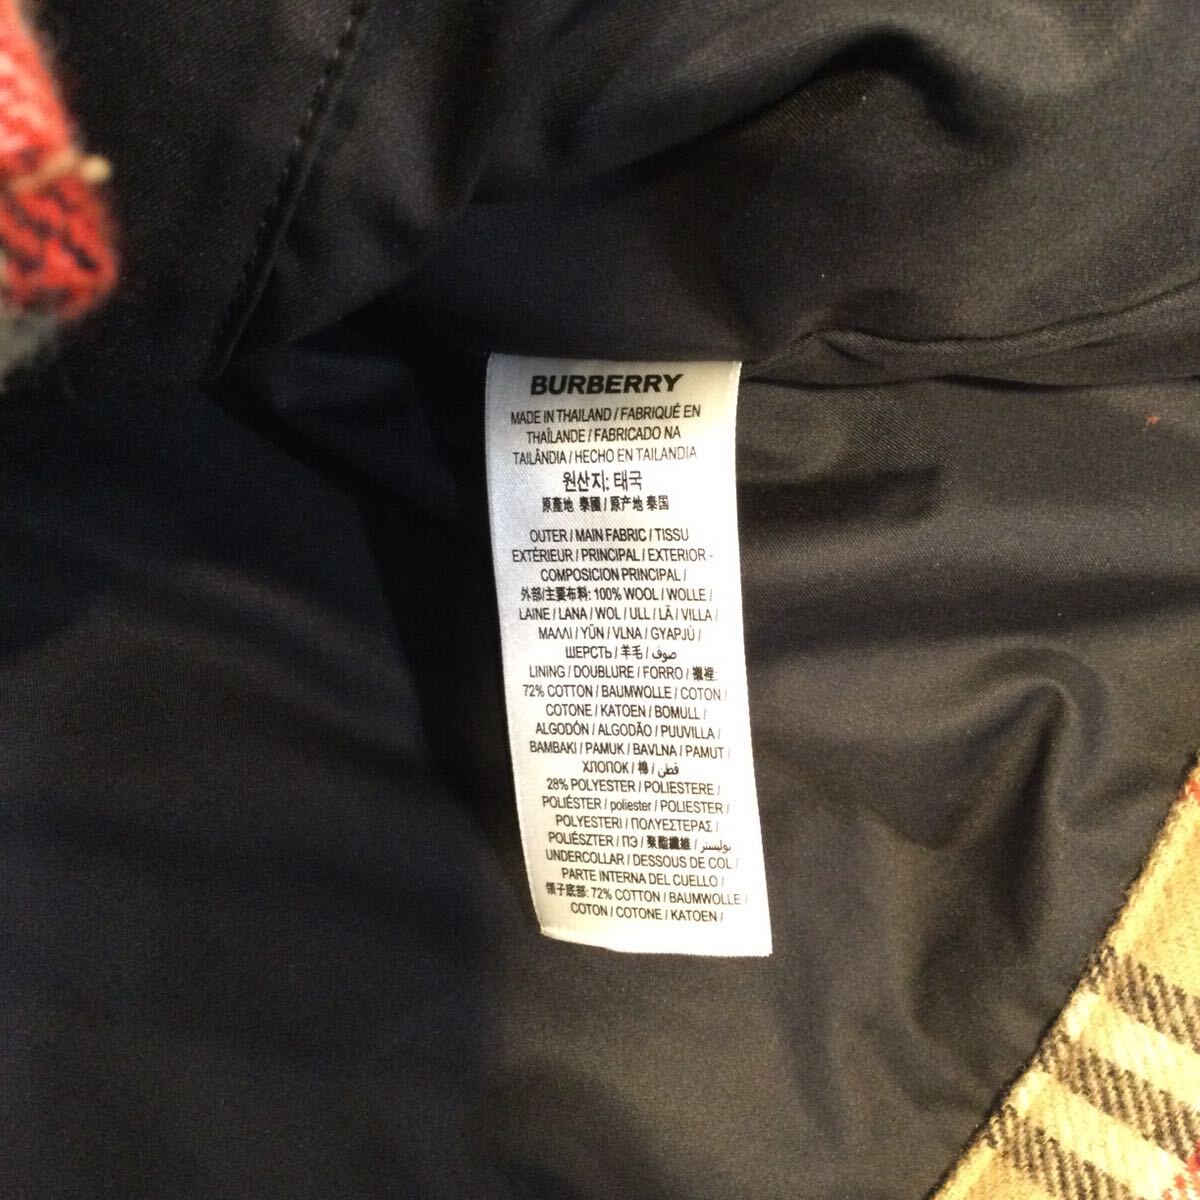 BURBERRY
MADE IN THAILAND / FABRIQUÉ EN
THAÏLANDE / FABRICADO NA
TAILÂNDIA / HECHO EN TAILANDIA
원산지: 태국
原產地 泰國 / 原产地 泰国
OUTER / MAIN FABRIC / TISSU
EXTÉRIEUR / PRINCIPAL / EXTERIOR -
COMPOSICION PRINCIPAL /
外部/主要布料: 100% WOOL / WOLLE /
LAINE / LANA / WOL / ULL / LÃ / VILLA /
ΜΑΛΛΙ / YÜN / VLNA / GYAPJÚ /
ШЕРСТЬ / 羊毛 / صوف
LINING / DOUBLURE / FORRO / 襯裡:
72% COTTON / BAUMWOLLE / COTON /
COTONE / KATOEN / BOMULL /
ALGODÓN / ALGODÃO / PUUVILLA /
BAMBAKI / PAMUK / BAVLNA / PAMUT /
ХЛОПОК / 棉 / قطن /
28% POLYESTER / POLIESTERE /
POLIÉSTER / poliester / POLIESTER /
POLYESTERI / ΠΟΛΥΕΣΤΕΡΑΣ /
POLIÉSZTER / ПЭ / 聚酯纖維 / بوليستر
UNDERCOLLAR / DESSOUS DE COL /
PARTE INTERNA DEL CUELLO /
領子底部: 72% COTTON / BAUMWOLLE /
COTON / COTONE / KATOEN /